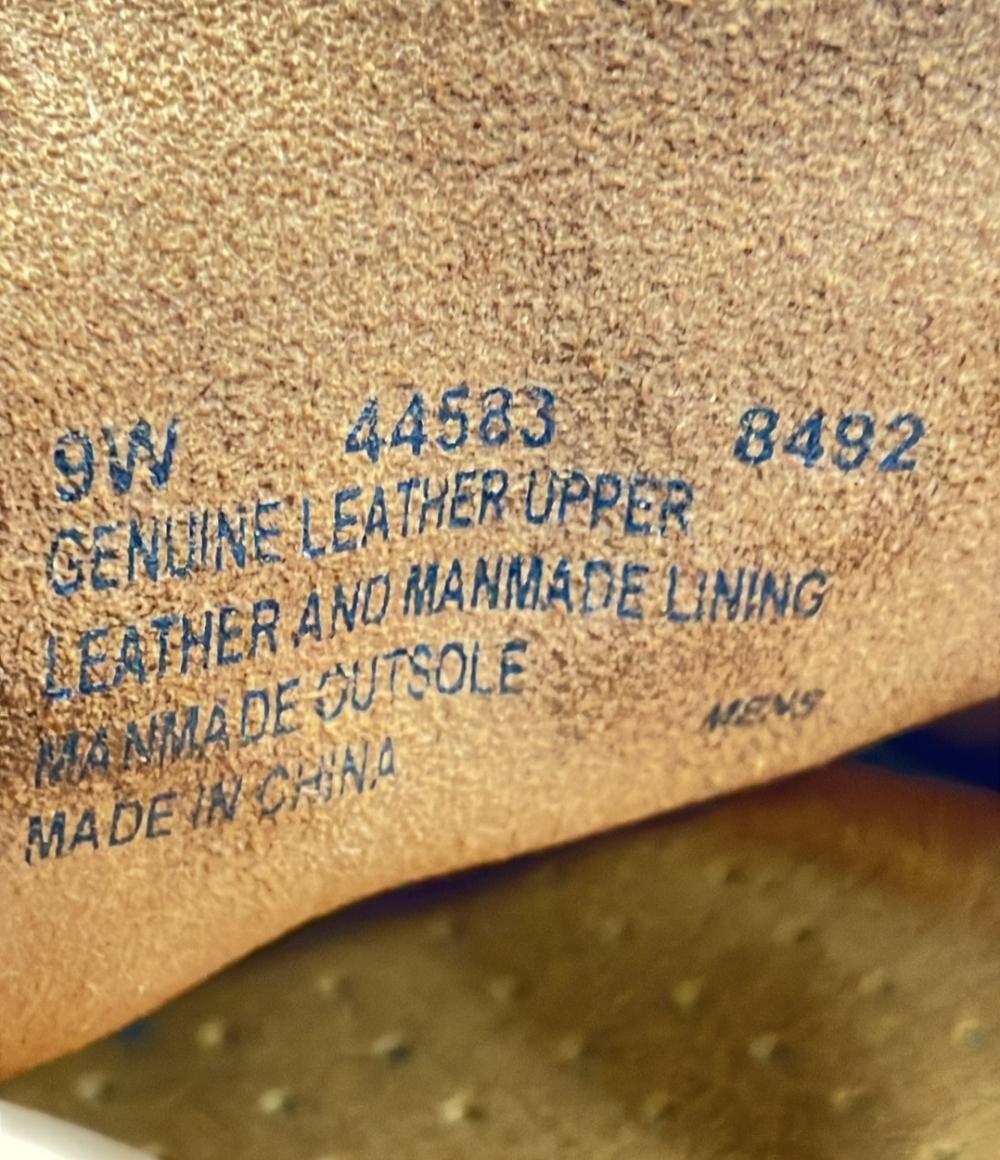 9W 44583 8492
GENUINE LEATHER UPPER
LEATHER AND MANMADE LINING
MANMADE OUTSOLE
MENS
MADE IN CHINA